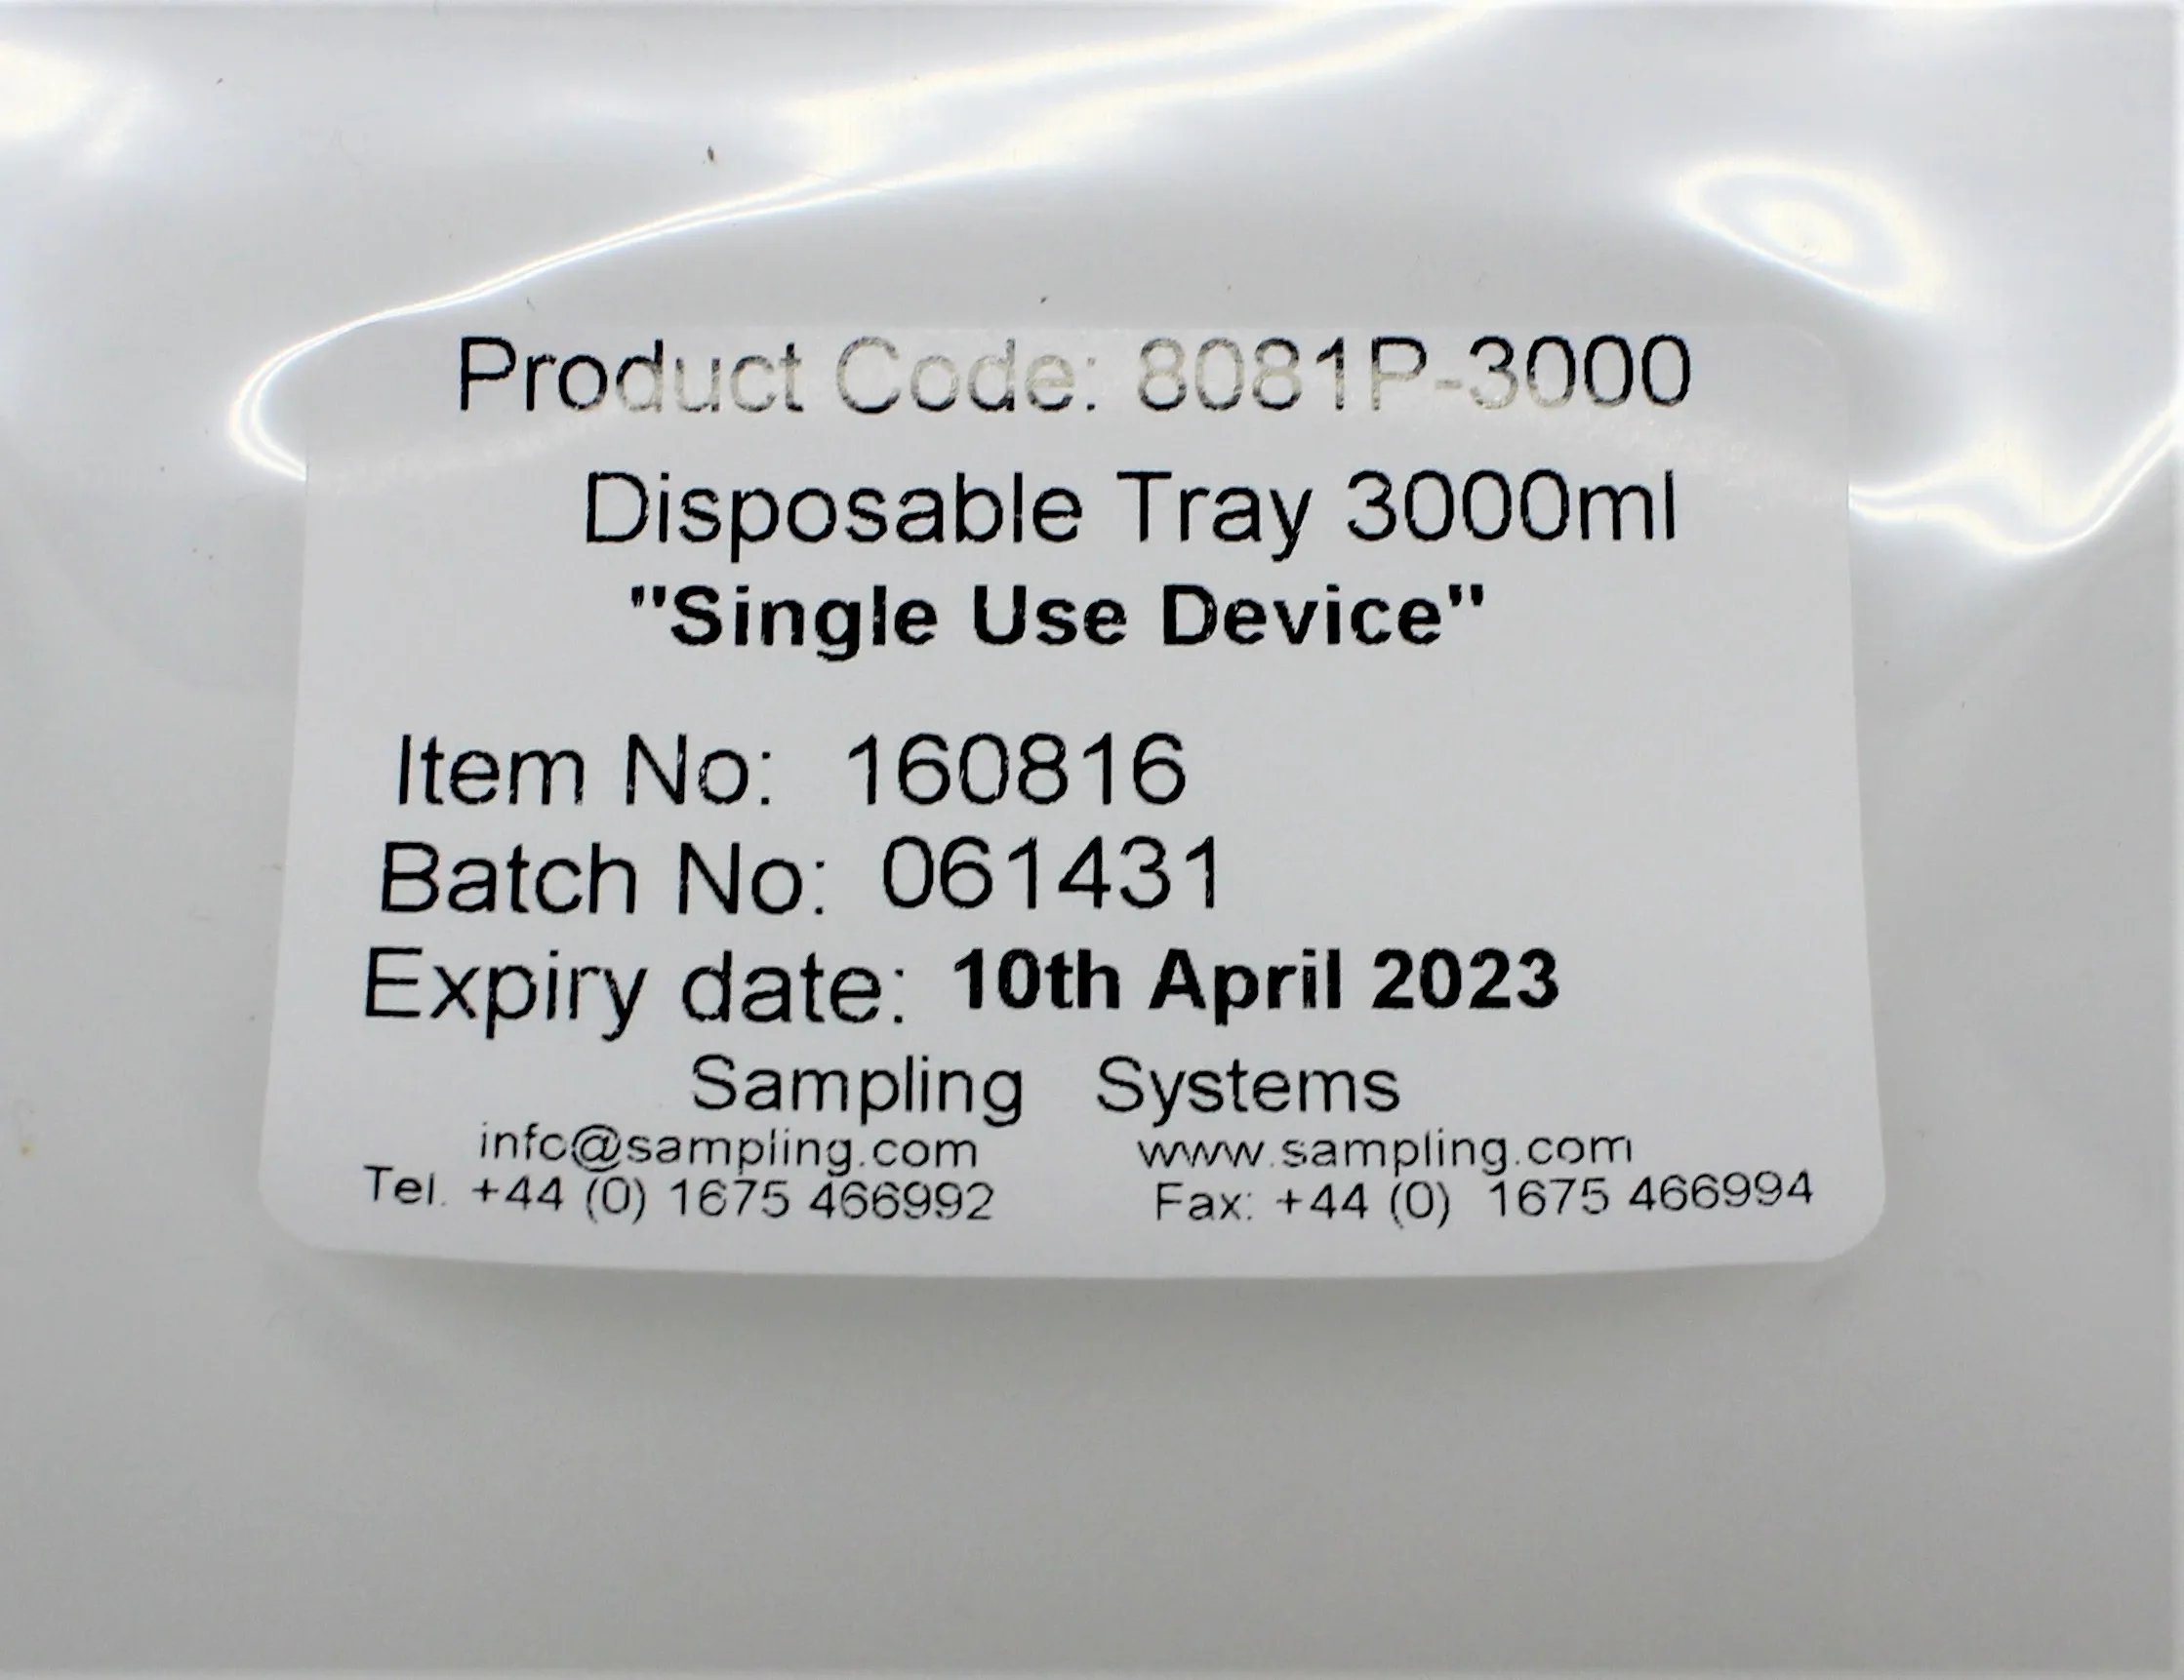 Product Code: 8081P-3000
Disposable Tray 3000ml
"Single Use Device"
Item No: 160816
Batch No: 061431
Expiry date: 10th April 2023
Sampling Systems
info@sampling.com www.sampling.com
Tel. +44 (0) 1675 466992 Fax: +44 (0) 1675 466994